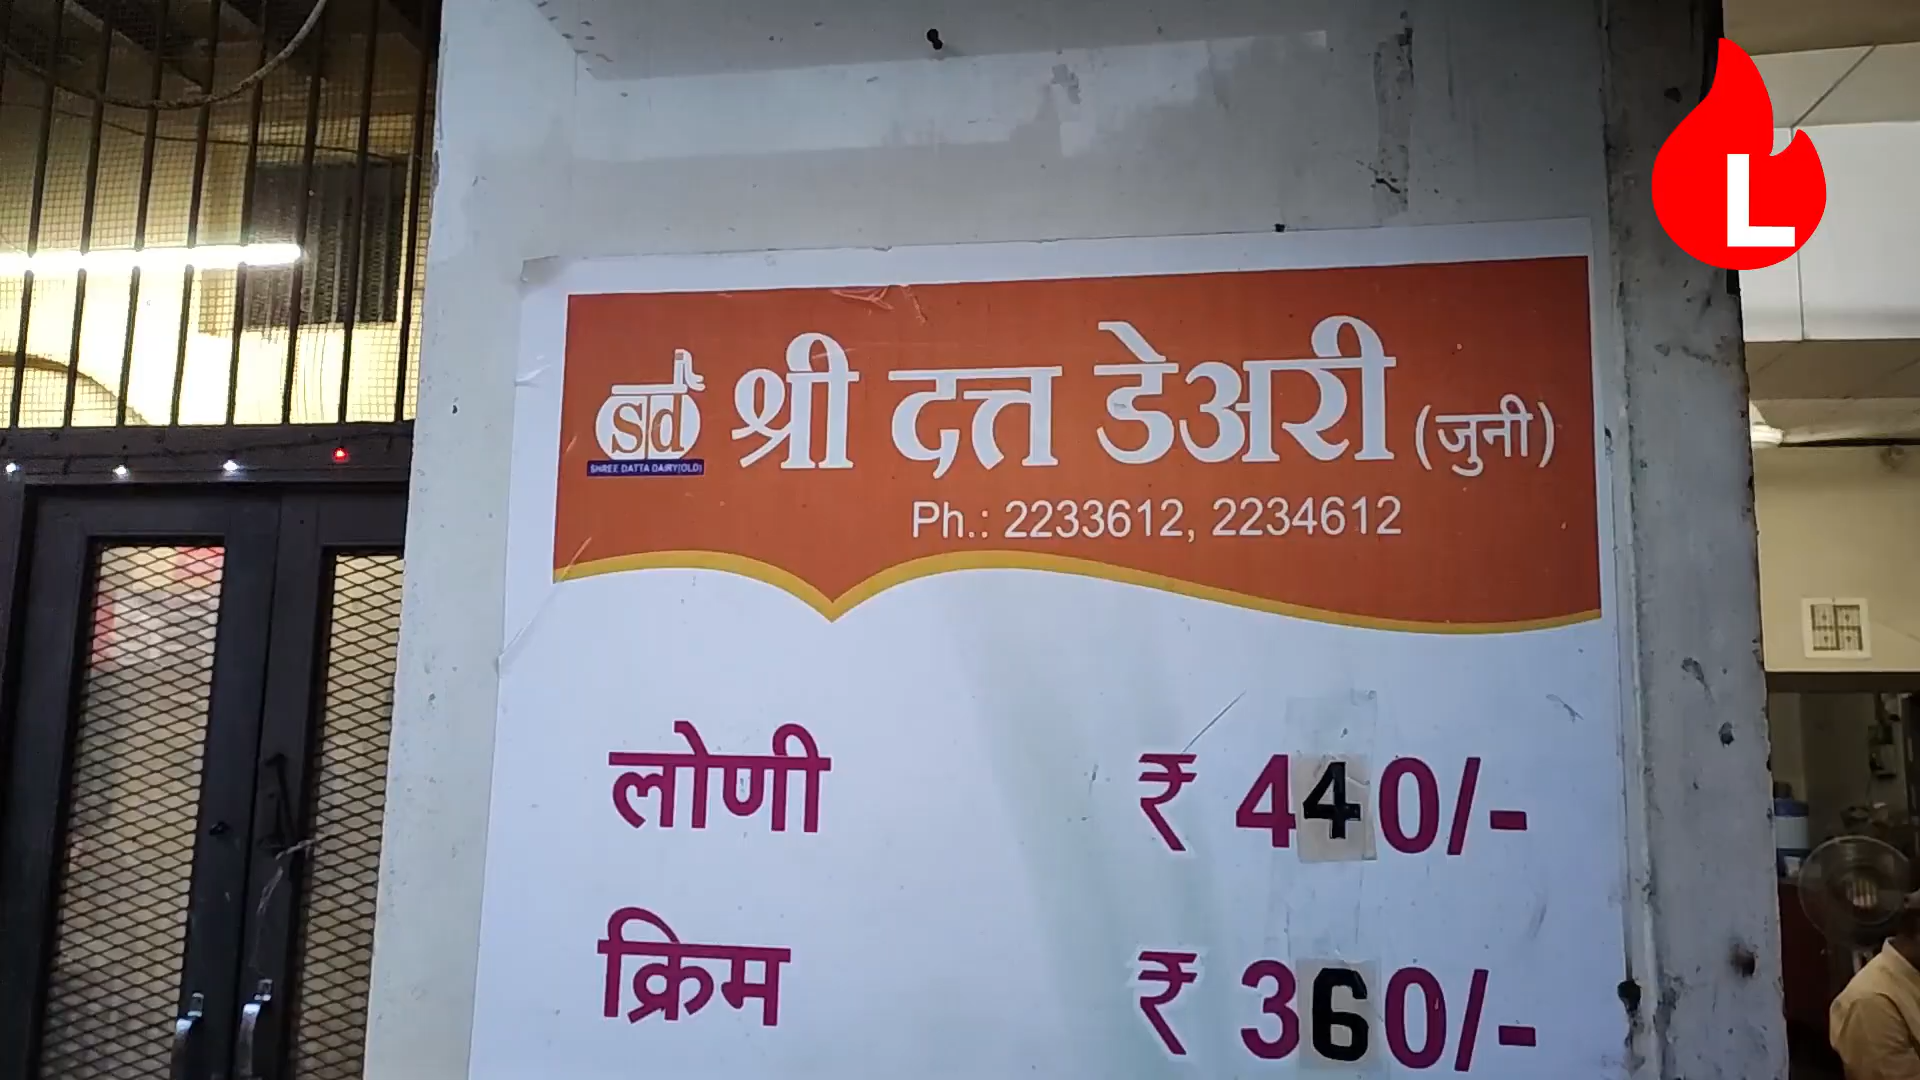 L
sd श्री दत्त डेअरी (जुनी)
SHREE DATTA DAIRY(OLD)
Ph.: 2233612, 2234612
लोणी ₹ 440/-
क्रिम ₹ 360/-